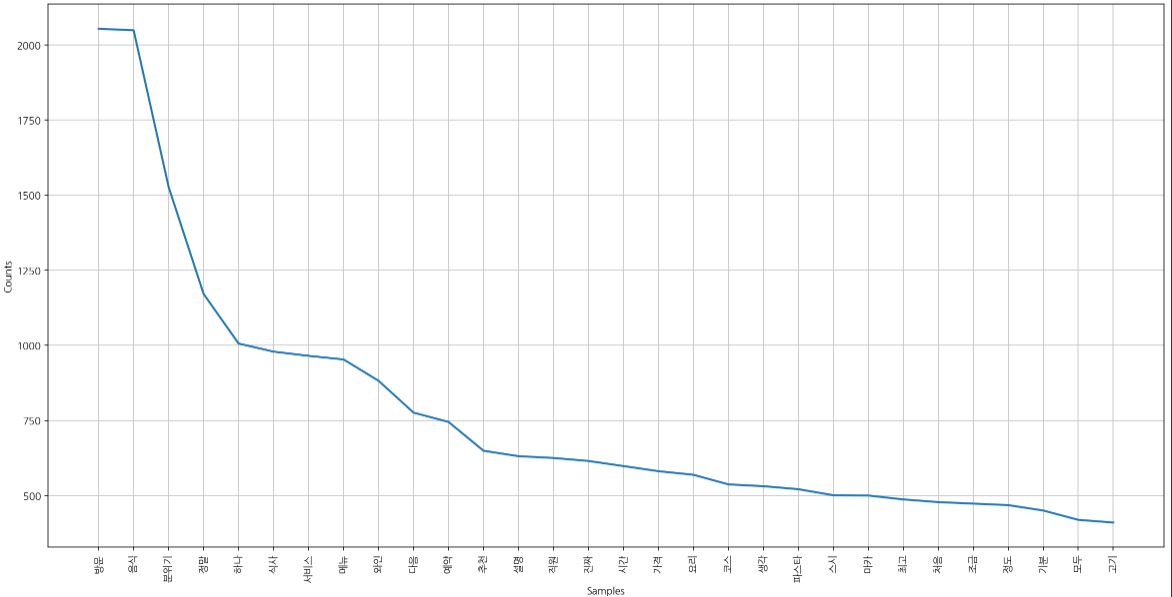 Counts
2000
1750
1500
1250
1000
750
500
방문
음식
분위기
정말
하나
식사
서비스
메뉴
와인
다음
예약
추천
설명
직원
진짜
시간
가격
요리
코스
생각
파스타
스시
마카
최고
처음
조금
정도
기분
모두
고기
Samples